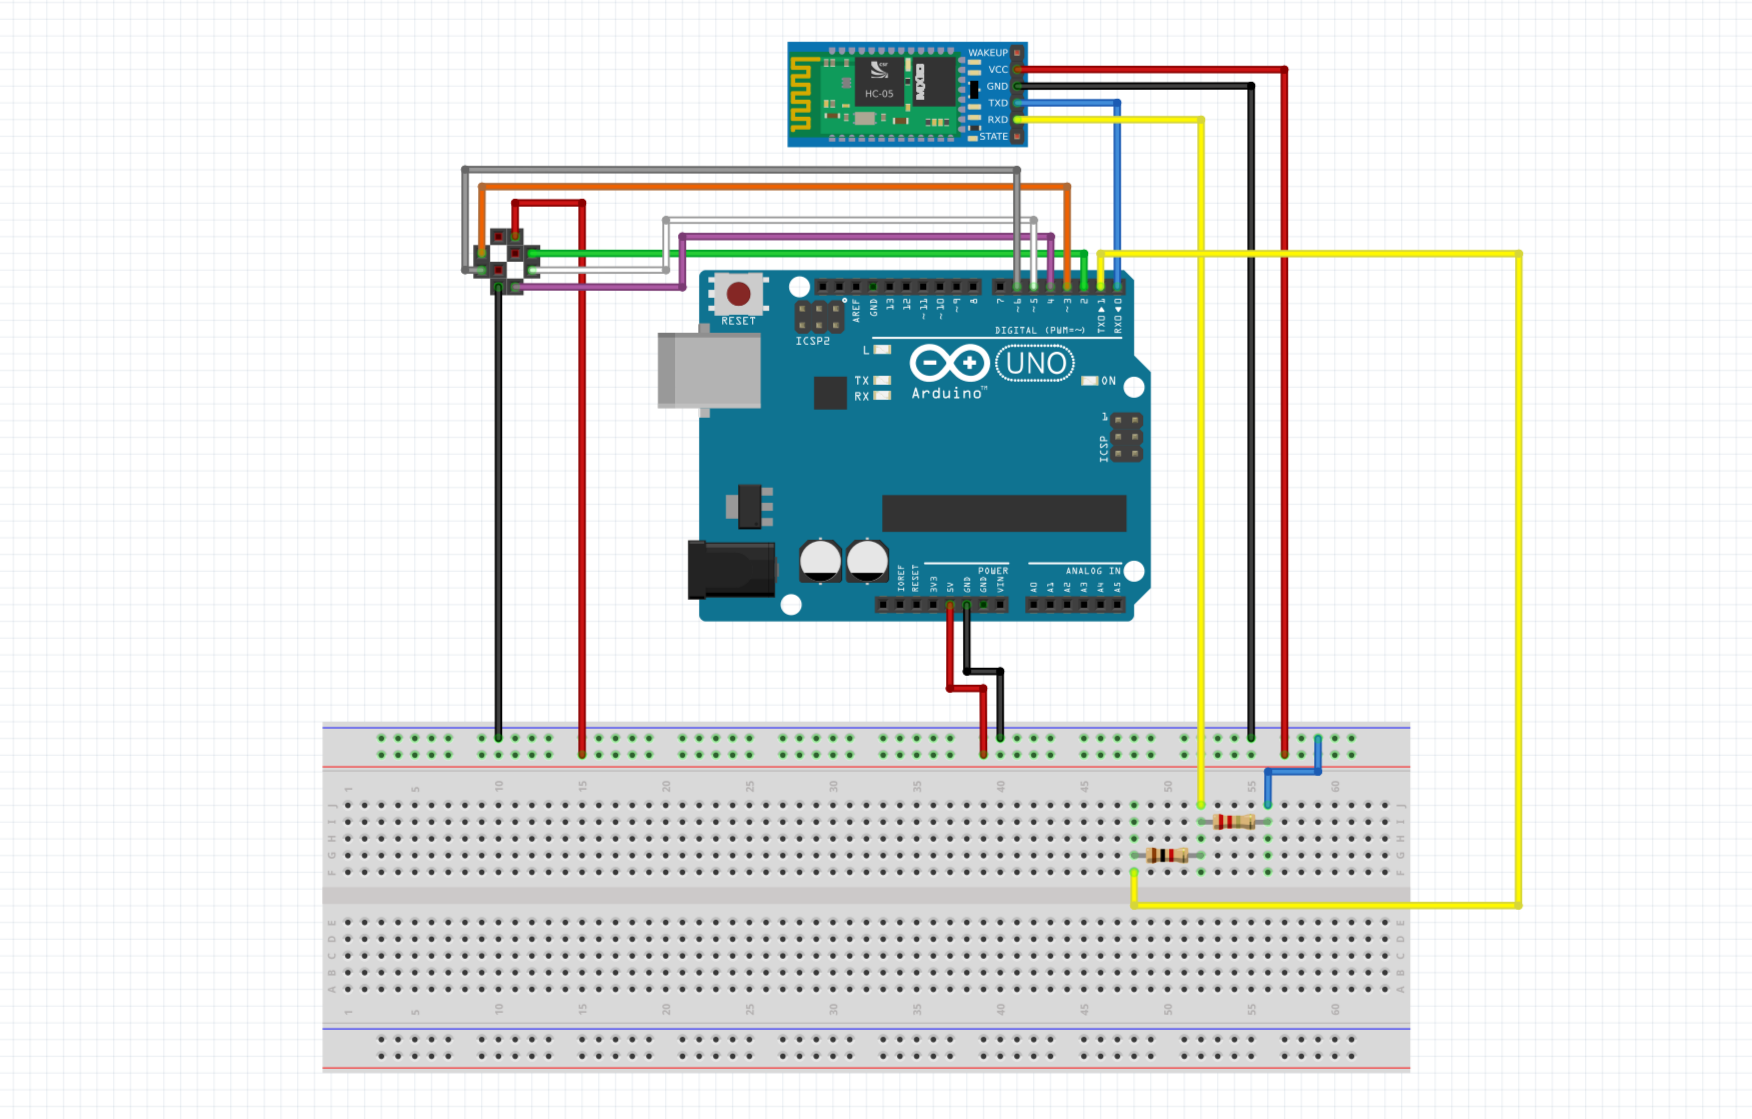 WAKEUP
VCC
GND
TXD
RXD
STATE
CSR
HC-05
RESET
ICSP2
AREF
GND
13
12
~11
~10
~9
8
7
~6
~5
4
~3
2
TX0▶1
RX0◀0
DIGITAL (PWM=~)
L
TX
RX
UNO
Arduino™
ON
1
ICSP
IOREF
RESET
3V3
5V
GND
GND
VIN
POWER
ANALOG IN
A0
A1
A2
A3
A4
A5
1 5 10 15 20 25 30 35 40 45 50 55 60
J J
I I
H H
G G
F F
E E
D D
C C
B B
A A
1 5 10 15 20 25 30 35 40 45 50 55 60